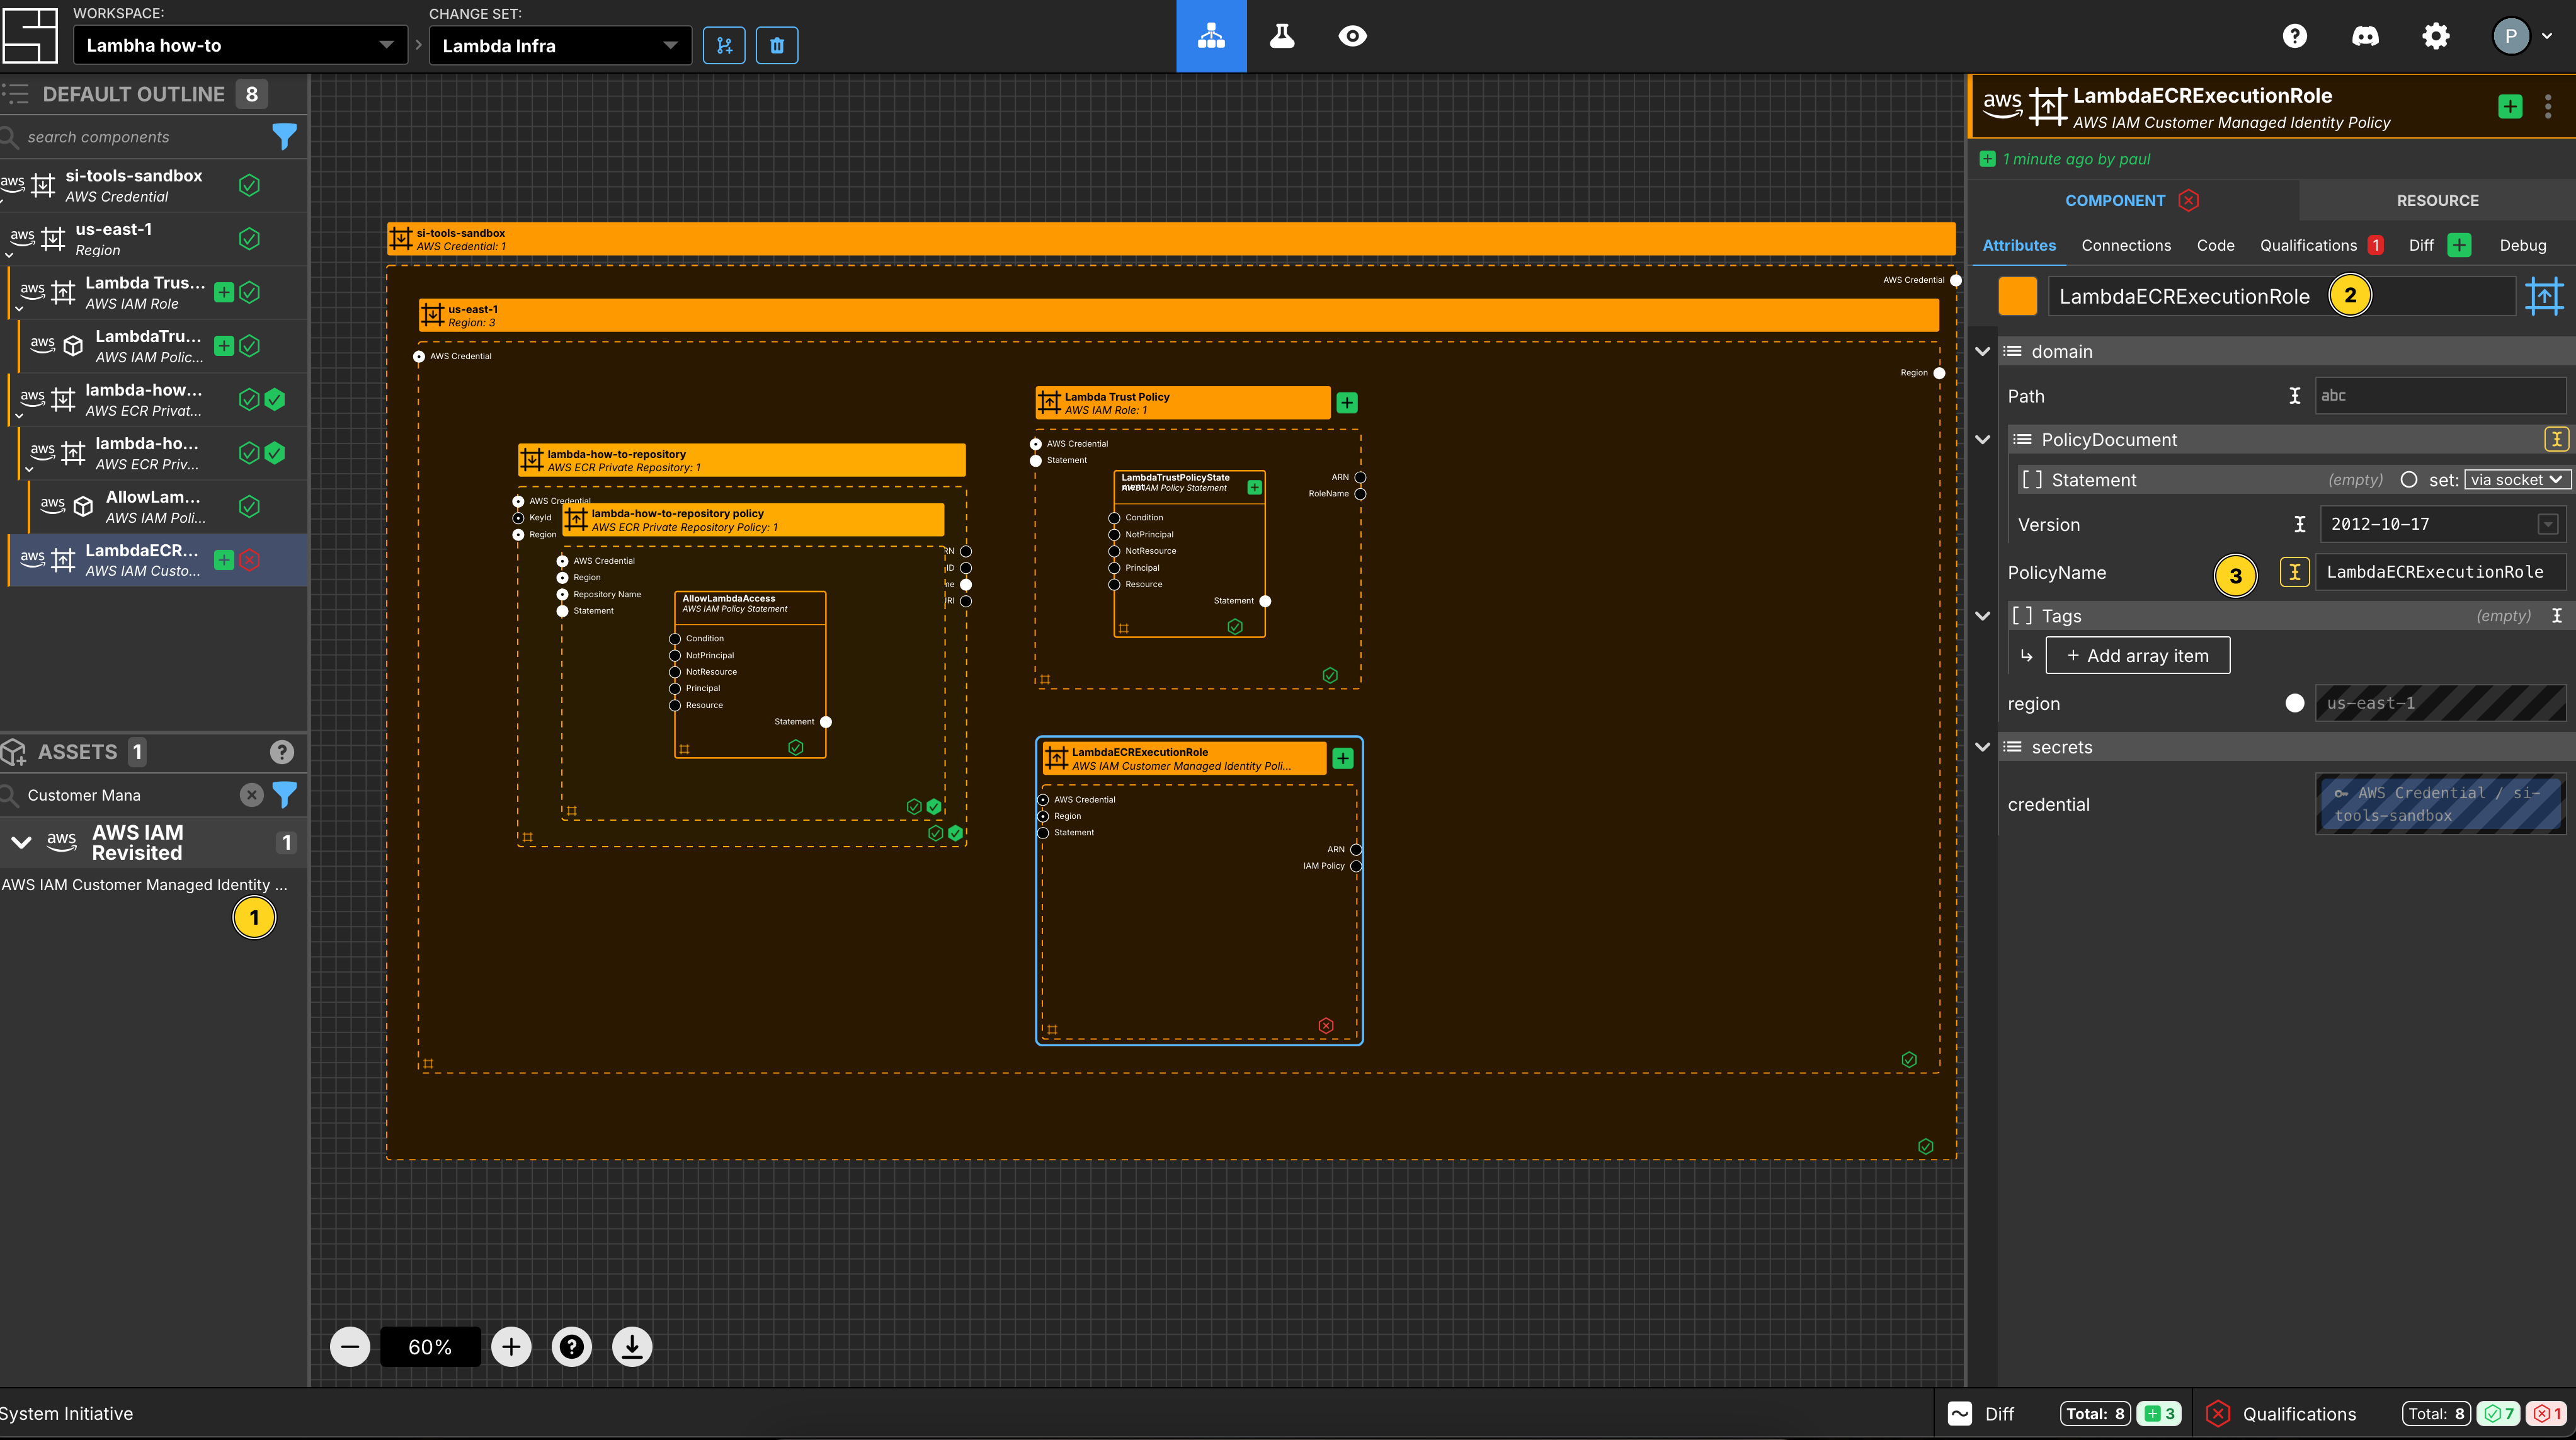 WORKSPACE:
Lambha how-to
CHANGE SET:
Lambda Infra
P
DEFAULT OUTLINE 8
search components
aws si-tools-sandbox
AWS Credential
aws us-east-1
Region
aws Lambda Trus...
AWS IAM Role
aws LambdaTru...
AWS IAM Polic...
aws lambda-how...
AWS ECR Privat...
aws lambda-ho...
AWS ECR Priv...
aws AllowLam...
AWS IAM Poli...
aws LambdaECR...
AWS IAM Custo...
ASSETS 1
Customer Mana
aws AWS IAM Revisited 1
AWS IAM Customer Managed Identity ...
1
si-tools-sandbox
AWS Credential: 1
AWS Credential
us-east-1
Region: 3
AWS Credential
Region
lambda-how-to-repository
AWS ECR Private Repository: 1
AWS Credential
KeyId
Region
lambda-how-to-repository policy
AWS ECR Private Repository Policy: 1
AWS Credential
Region
Repository Name
Statement
AllowLambdaAccess
AWS IAM Policy Statement
Condition
NotPrincipal
NotResource
Principal
Resource
Statement
Lambda Trust Policy
AWS IAM Role: 1
AWS Credential
Statement
ARN
RoleName
LambdaTrustPolicyState
IAM Policy Statement
Condition
NotPrincipal
NotResource
Principal
Resource
Statement
LambdaECRExecutionRole
AWS IAM Customer Managed Identity Poli...
AWS Credential
Region
Statement
ARN
IAM Policy
60%
aws LambdaECRExecutionRole
AWS IAM Customer Managed Identity Policy
1 minute ago by paul
COMPONENT
RESOURCE
Attributes Connections Code Qualifications 1 Diff Debug
LambdaECRExecutionRole 2
domain
Path abc
PolicyDocument
[ ] Statement (empty) set: via socket
Version 2012-10-17
PolicyName 3 LambdaECRExecutionRole
[ ] Tags (empty)
+ Add array item
region us-east-1
secrets
credential AWS Credential / si-
tools-sandbox
System Initiative
Diff Total: 8 3
Qualifications Total: 8 7 1